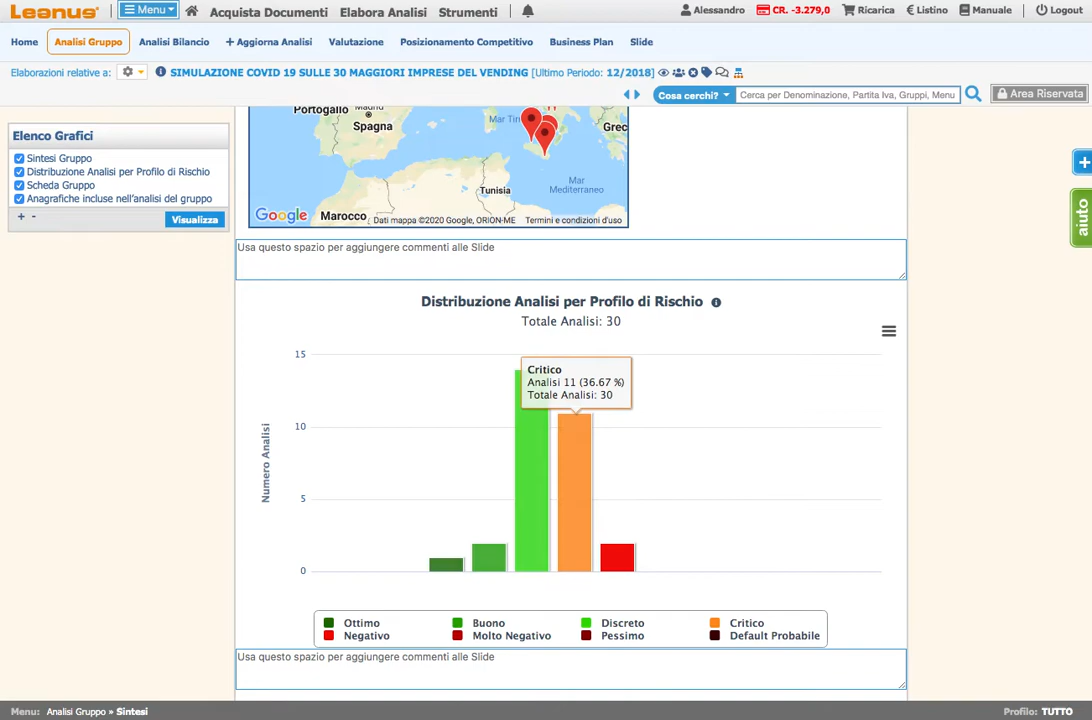 Leanus Menu Acquista Documenti Elabora Analisi Strumenti Alessandro CR. -3.279,0 Ricarica € Listino Manuale Logout
Home Analisi Gruppo Analisi Bilancio + Aggiorna Analisi Valutazione Posizionamento Competitivo Business Plan Slide
Elaborazioni relative a: SIMULAZIONE COVID 19 SULLE 30 MAGGIORI IMPRESE DEL VENDING [Ultimo Periodo: 12/2018]
Cosa cerchi? Cerca per Denominazione, Partita Iva, Gruppi, Menu Area Riservata
Elenco Grafici
Sintesi Gruppo
Distribuzione Analisi per Profilo di Rischio
Scheda Gruppo
Anagrafiche incluse nell'analisi del gruppo
+ - Visualizza
Portogallo Madrid
Spagna
Mar Tir
Grec
Tunisia
Mar
Mediterraneo
Google Marocco Dati mappa ©2020 Google, ORION-ME Termini e condizioni d'uso
Usa questo spazio per aggiungere commenti alle Slide
Distribuzione Analisi per Profilo di Rischio
Totale Analisi: 30
15
10
5
0
Numero Analisi
Critico
Analisi 11 (36.67 %)
Totale Analisi: 30
Ottimo Buono Discreto Critico
Negativo Molto Negativo Pessimo Default Probabile
Usa questo spazio per aggiungere commenti alle Slide
aiuto
Menu: Analisi Gruppo » Sintesi Profilo: TUTTO